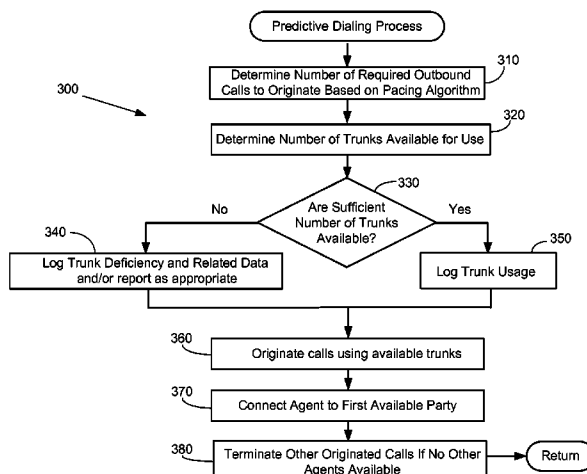 Predictive Dialing Process
310
Determine Number of Required Outbound
Calls to Originate Based on Pacing Algorithm
300
320
Determine Number of Trunks Available for Use
330
Are Sufficient
Number of Trunks
Available?
No
Yes
340
Log Trunk Deficiency and Related Data
and/or report as appropriate
350
Log Trunk Usage
360
Originate calls using available trunks
370
Connect Agent to First Available Party
380
Terminate Other Originated Calls If No Other
Agents Available
Return